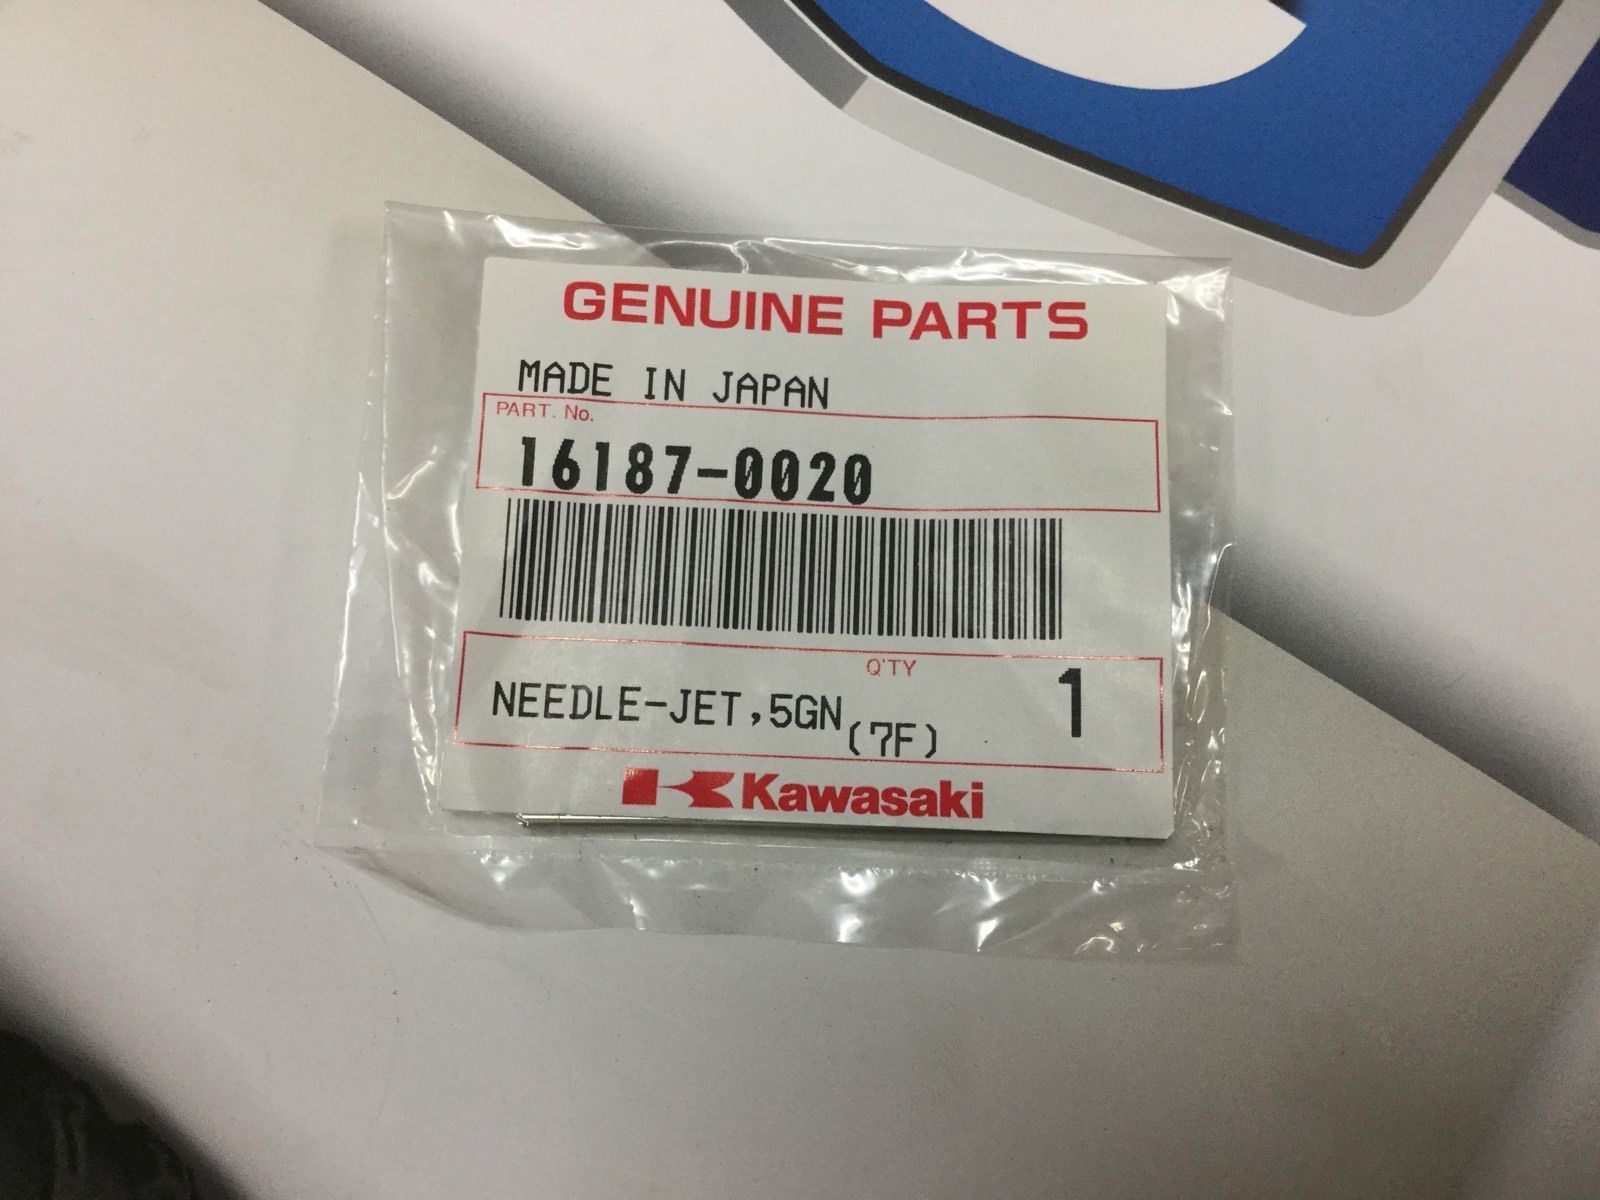 GENUINE PARTS
MADE IN JAPAN
PART. No.
16187-0020
Q'TY
NEEDLE-JET,5GN (7F) 1
Kawasaki